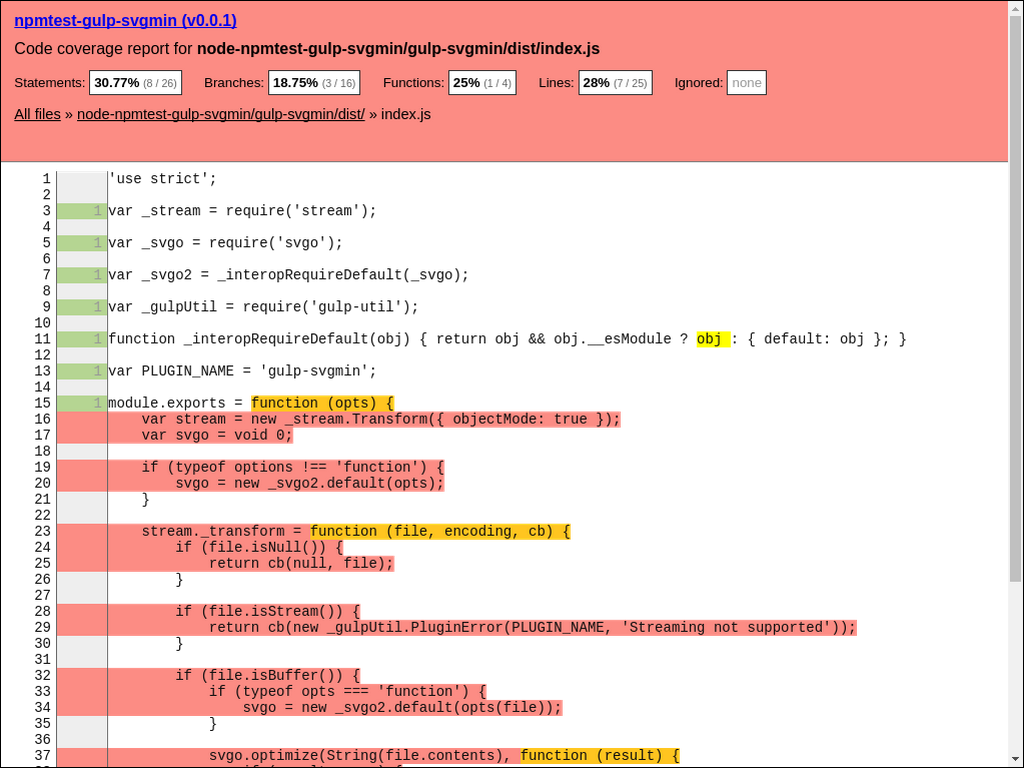 npmtest-gulp-svgmin (v0.0.1)
Code coverage report for node-npmtest-gulp-svgmin/gulp-svgmin/dist/index.js
Statements: 30.77% (8 / 26) Branches: 18.75% (3 / 16) Functions: 25% (1 / 4) Lines: 28% (7 / 25) Ignored: none
All files » node-npmtest-gulp-svgmin/gulp-svgmin/dist/ » index.js
1 'use strict';
2
3 1 var _stream = require('stream');
4
5 1 var _svgo = require('svgo');
6
7 1 var _svgo2 = _interopRequireDefault(_svgo);
8
9 1 var _gulpUtil = require('gulp-util');
10
11 1 function _interopRequireDefault(obj) { return obj && obj.__esModule ? obj : { default: obj }; }
12
13 1 var PLUGIN_NAME = 'gulp-svgmin';
14
15 1 module.exports = function (opts) {
16     var stream = new _stream.Transform({ objectMode: true });
17     var svgo = void 0;
18
19     if (typeof options !== 'function') {
20         svgo = new _svgo2.default(opts);
21     }
22
23     stream._transform = function (file, encoding, cb) {
24         if (file.isNull()) {
25             return cb(null, file);
26         }
27
28         if (file.isStream()) {
29             return cb(new _gulpUtil.PluginError(PLUGIN_NAME, 'Streaming not supported'));
30         }
31
32         if (file.isBuffer()) {
33             if (typeof opts === 'function') {
34                 svgo = new _svgo2.default(opts(file));
35             }
36
37             svgo.optimize(String(file.contents), function (result) {